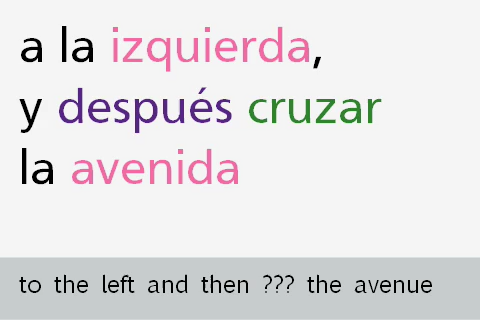 a la izquierda,
y después cruzar
la avenida
to the left and then ??? the avenue